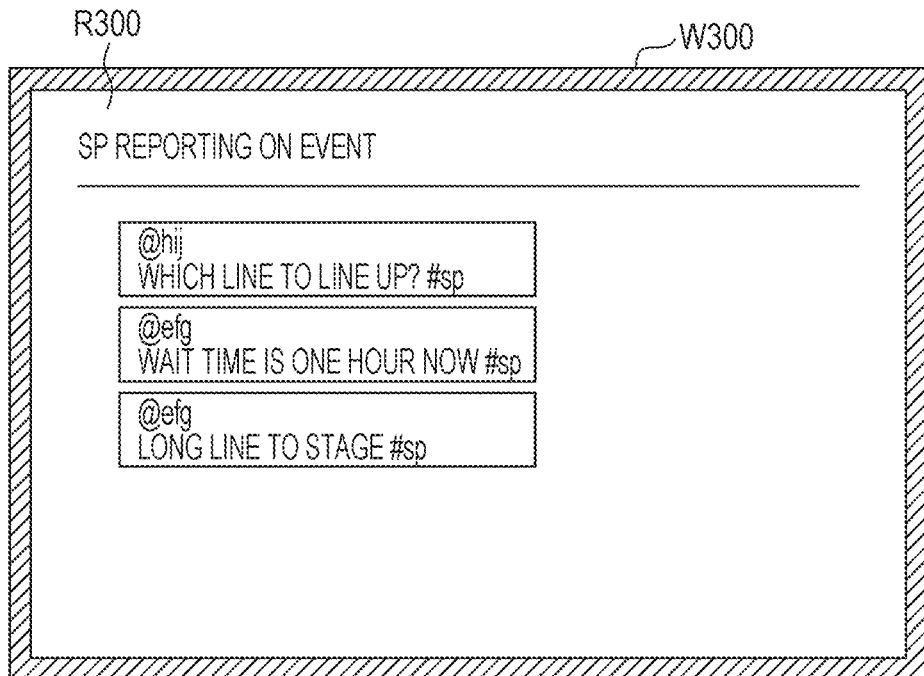 R300
W300
SP REPORTING ON EVENT
@hij
WHICH LINE TO LINE UP? #sp
@efg
WAIT TIME IS ONE HOUR NOW #sp
@efg
LONG LINE TO STAGE #sp